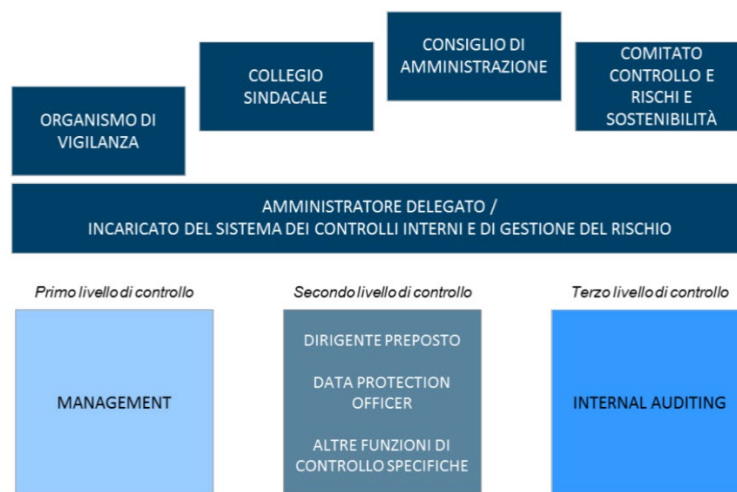 CONSIGLIO DI
AMMINISTRAZIONE
COLLEGIO
SINDACALE
COMITATO
CONTROLLO E
RISCHI E
SOSTENIBILITÀ
ORGANISMO DI
VIGILANZA
AMMINISTRATORE DELEGATO /
INCARICATO DEL SISTEMA DEI CONTROLLI INTERNI E DI GESTIONE DEL RISCHIO
Primo livello di controllo
Secondo livello di controllo
Terzo livello di controllo
MANAGEMENT
DIRIGENTE PREPOSTO
DATA PROTECTION
OFFICER
ALTRE FUNZIONI DI
CONTROLLO SPECIFICHE
INTERNAL AUDITING